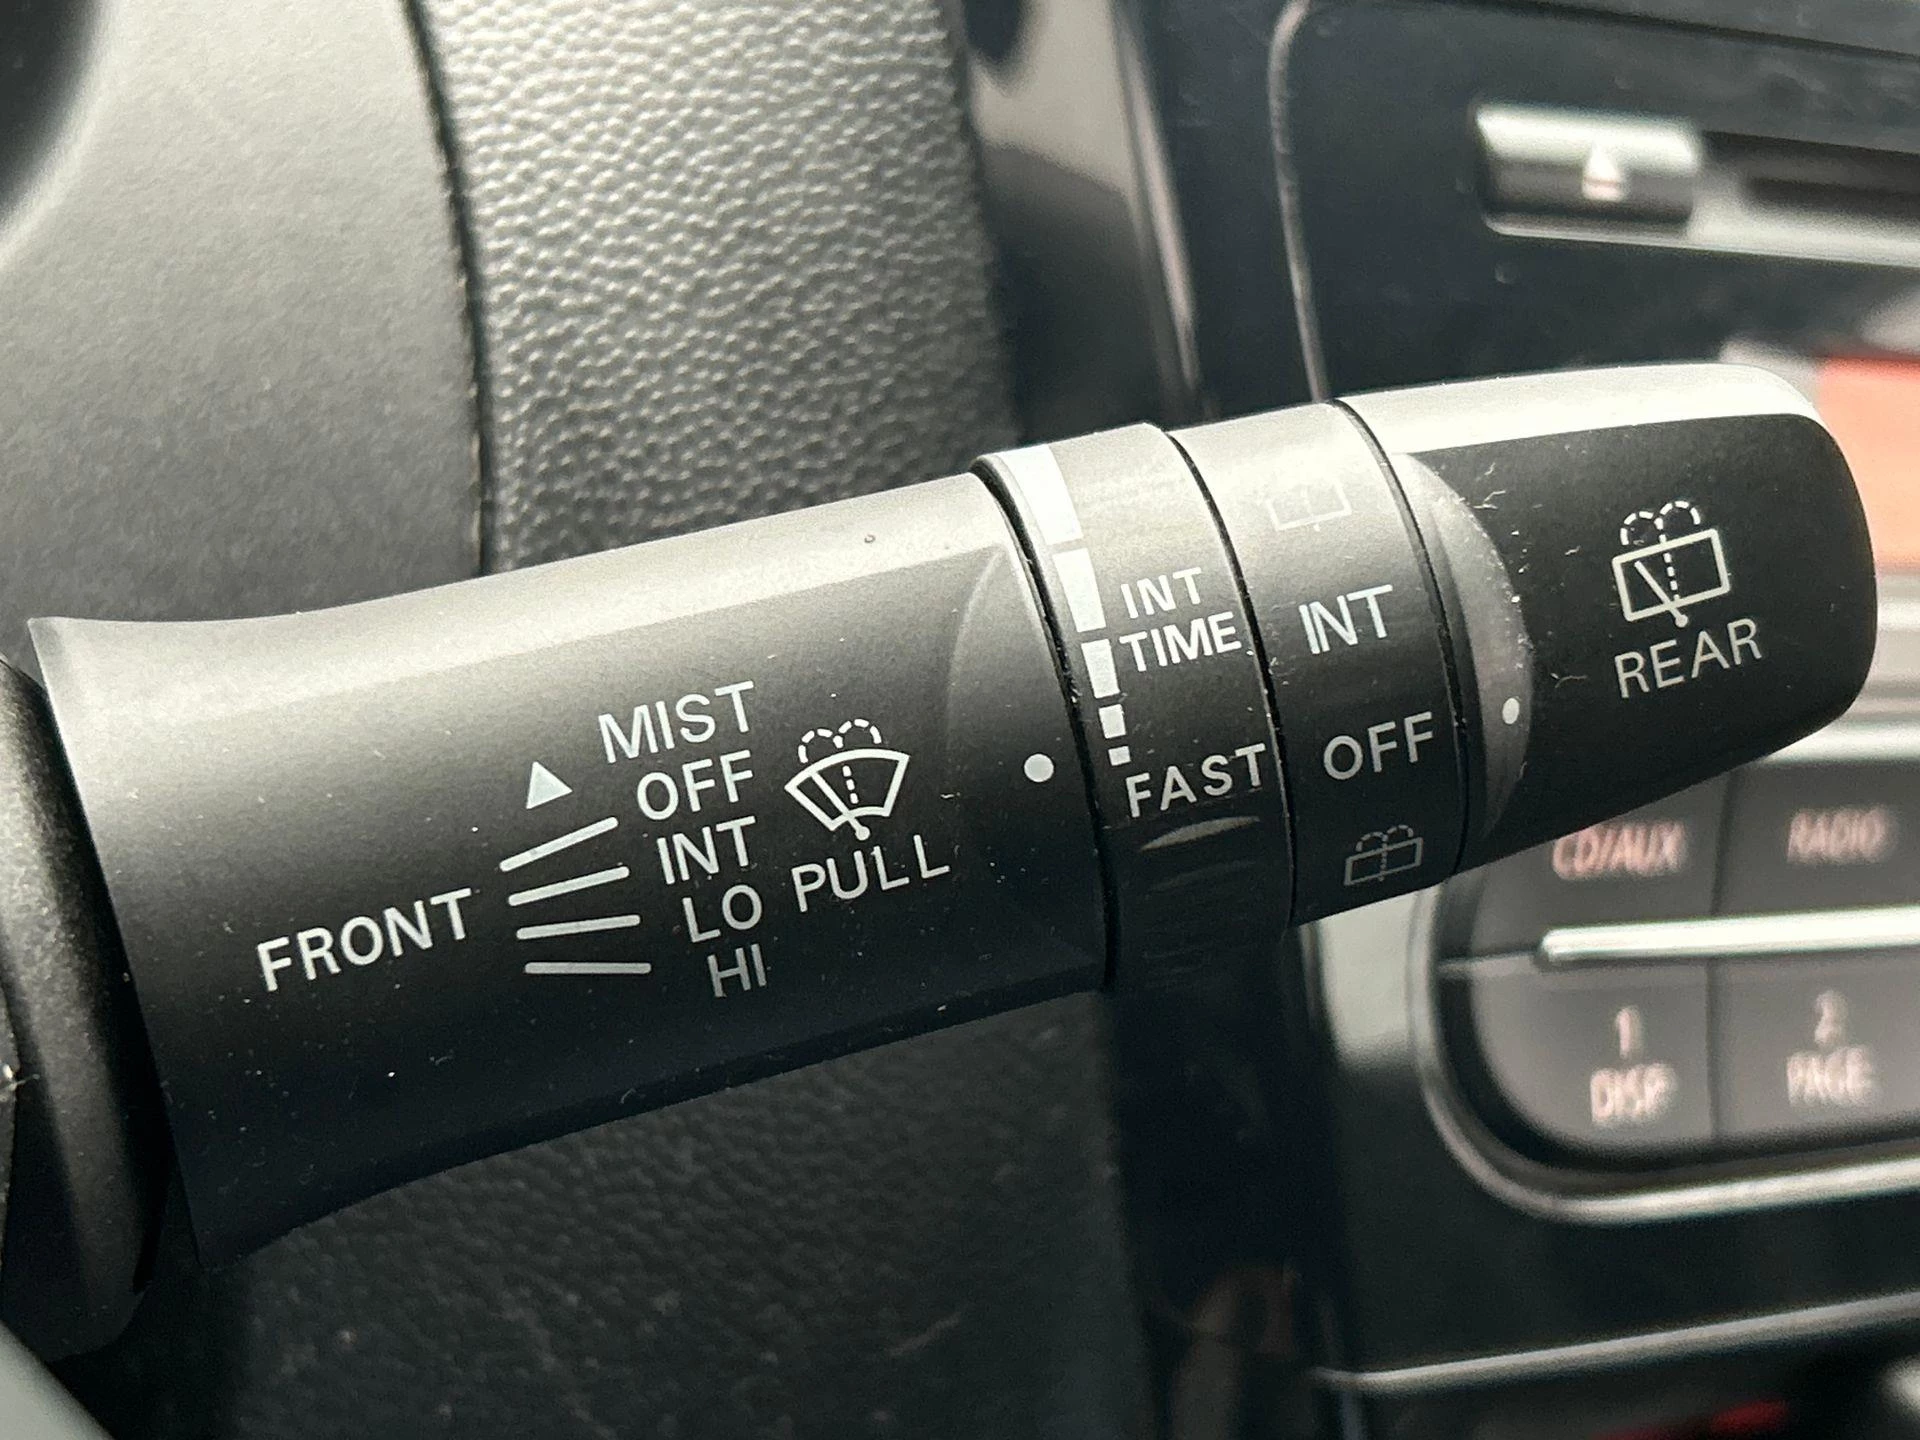 MIST
OFF
INT
LO
HI
FRONT
PULL
INT
TIME
FAST
INT
OFF
REAR
CD/AUX
RADIO
1
DISP
2
PAGE